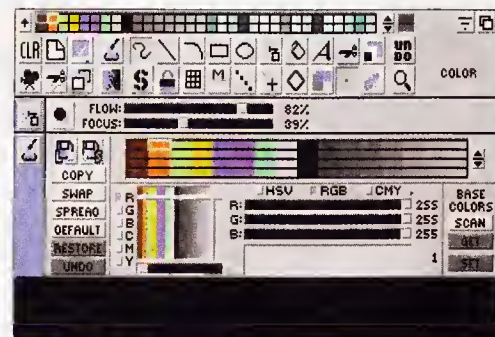 CLR
UN
DO
$
M
A
COLOR
FLOW: 82%
FOCUS: 39%
COPY
SWAP
SPREAD
DEFAULT
RESTORE
UNDO
R
G
B
C
M
Y
HSV RGB CMY
R: 255
G: 255
B: 255
1
BASE
COLORS
SCAN
GET
SET